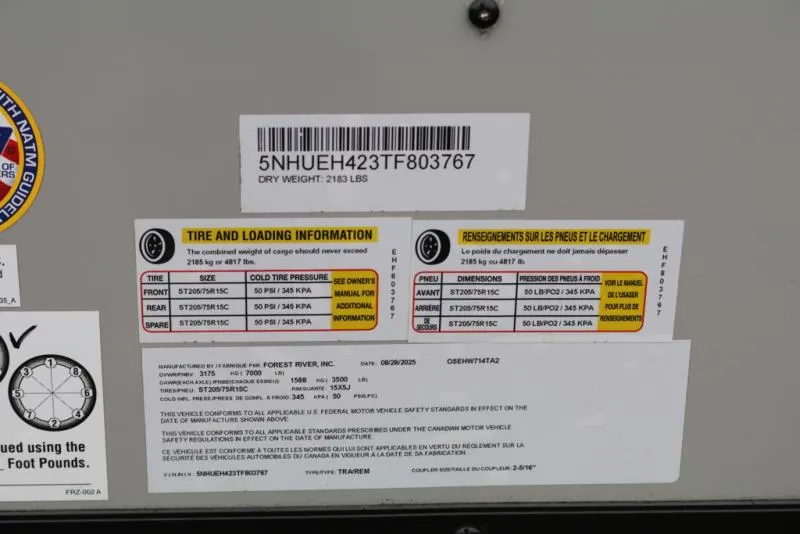 WITH NATM GUIDEL
OF
ERS
5NHUEH423TF803767
DRY WEIGHT: 2183 LBS
TIRE AND LOADING INFORMATION
The combined weight of cargo should never exceed
2185 kg or 4817 lbs.
TIRE SIZE COLD TIRE PRESSURE
FRONT ST205/75R15C 50 PSI / 345 KPA
REAR ST205/75R15C 50 PSI / 345 KPA
SPARE ST205/75R15C 50 PSI / 345 KPA
SEE OWNER'S
MANUAL FOR
ADDITIONAL
INFORMATION
EHF803767
RENSEIGNEMENTS SUR LES PNEUS ET LE CHARGEMENT
Le poids du chargement ne doit jamais dépasser
2185 kg ou 4817 lb.
PNEU DIMENSIONS PRESSION DES PNEUS À FROID
AVANT ST205/75R15C 50 LB/PO2 / 345 KPA
ARRIÈRE ST205/75R15C 50 LB/PO2 / 345 KPA
DE SECOURS ST205/75R15C 50 LB/PO2 / 345 KPA
VOIR LE MANUEL
DE L'USAGER
POUR PLUS DE
RENSEIGNEMENTS
EHF803767
S.
d
35_A
MANUFACTURED BY / FABRIQUE PAR: FOREST RIVER, INC. DATE: 08/28/2025 OSEHW714TA2
GVWR/PNBV 3175 KG ( 7000 LB)
GAWR(EACH AXLE)/PNBE(CHAQUE ESSIEU): 1588 KG ( 3500 LB)
TIRES/PNEU: ST205/75R15C RIMS/JANTE: 15X5J
COLD INFL. PRESS/PRESS. DE GONFL. À FROID: 345 KPA ( 50 PSI/LPC)
THIS VEHICLE CONFORMS TO ALL APPLICABLE U.S. FEDERAL MOTOR VEHICLE SAFETY STANDARDS IN EFFECT ON THE
DATE OF MANUFACTURE SHOWN ABOVE.
THIS VEHICLE CONFORMS TO ALL APPLICABLE STANDARDS PRESCRIBED UNDER THE CANADIAN MOTOR VEHICLE
SAFETY REGULATIONS IN EFFECT ON THE DATE OF MANUFACTURE.
CE VÉHICULE EST CONFORME À TOUTES LES NORMES QUI LUI SONT APPLICABLES EN VERTU DU RÈGLEMENT SUR LA
SÉCURITÉ DES VÉHICULES AUTOMOBILES DU CANADA EN VIGUEUR À LA DATE DE SA FABRICATION.
V.I.N./N.I.V.: 5NHUEH423TF803767 TYPE/TYPE: TRA/REM COUPLER SIZE/TAILLE DU COUPLEUR: 2-5/16"
ued using the
Foot Pounds.
FRZ-002 A